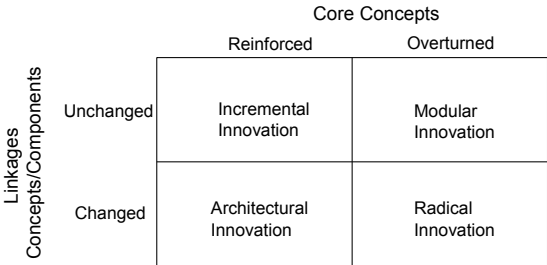 Core Concepts
Reinforced
Overturned
Linkages
Concepts/Components
Unchanged
Incremental
Innovation
Modular
Innovation
Changed
Architectural
Innovation
Radical
Innovation